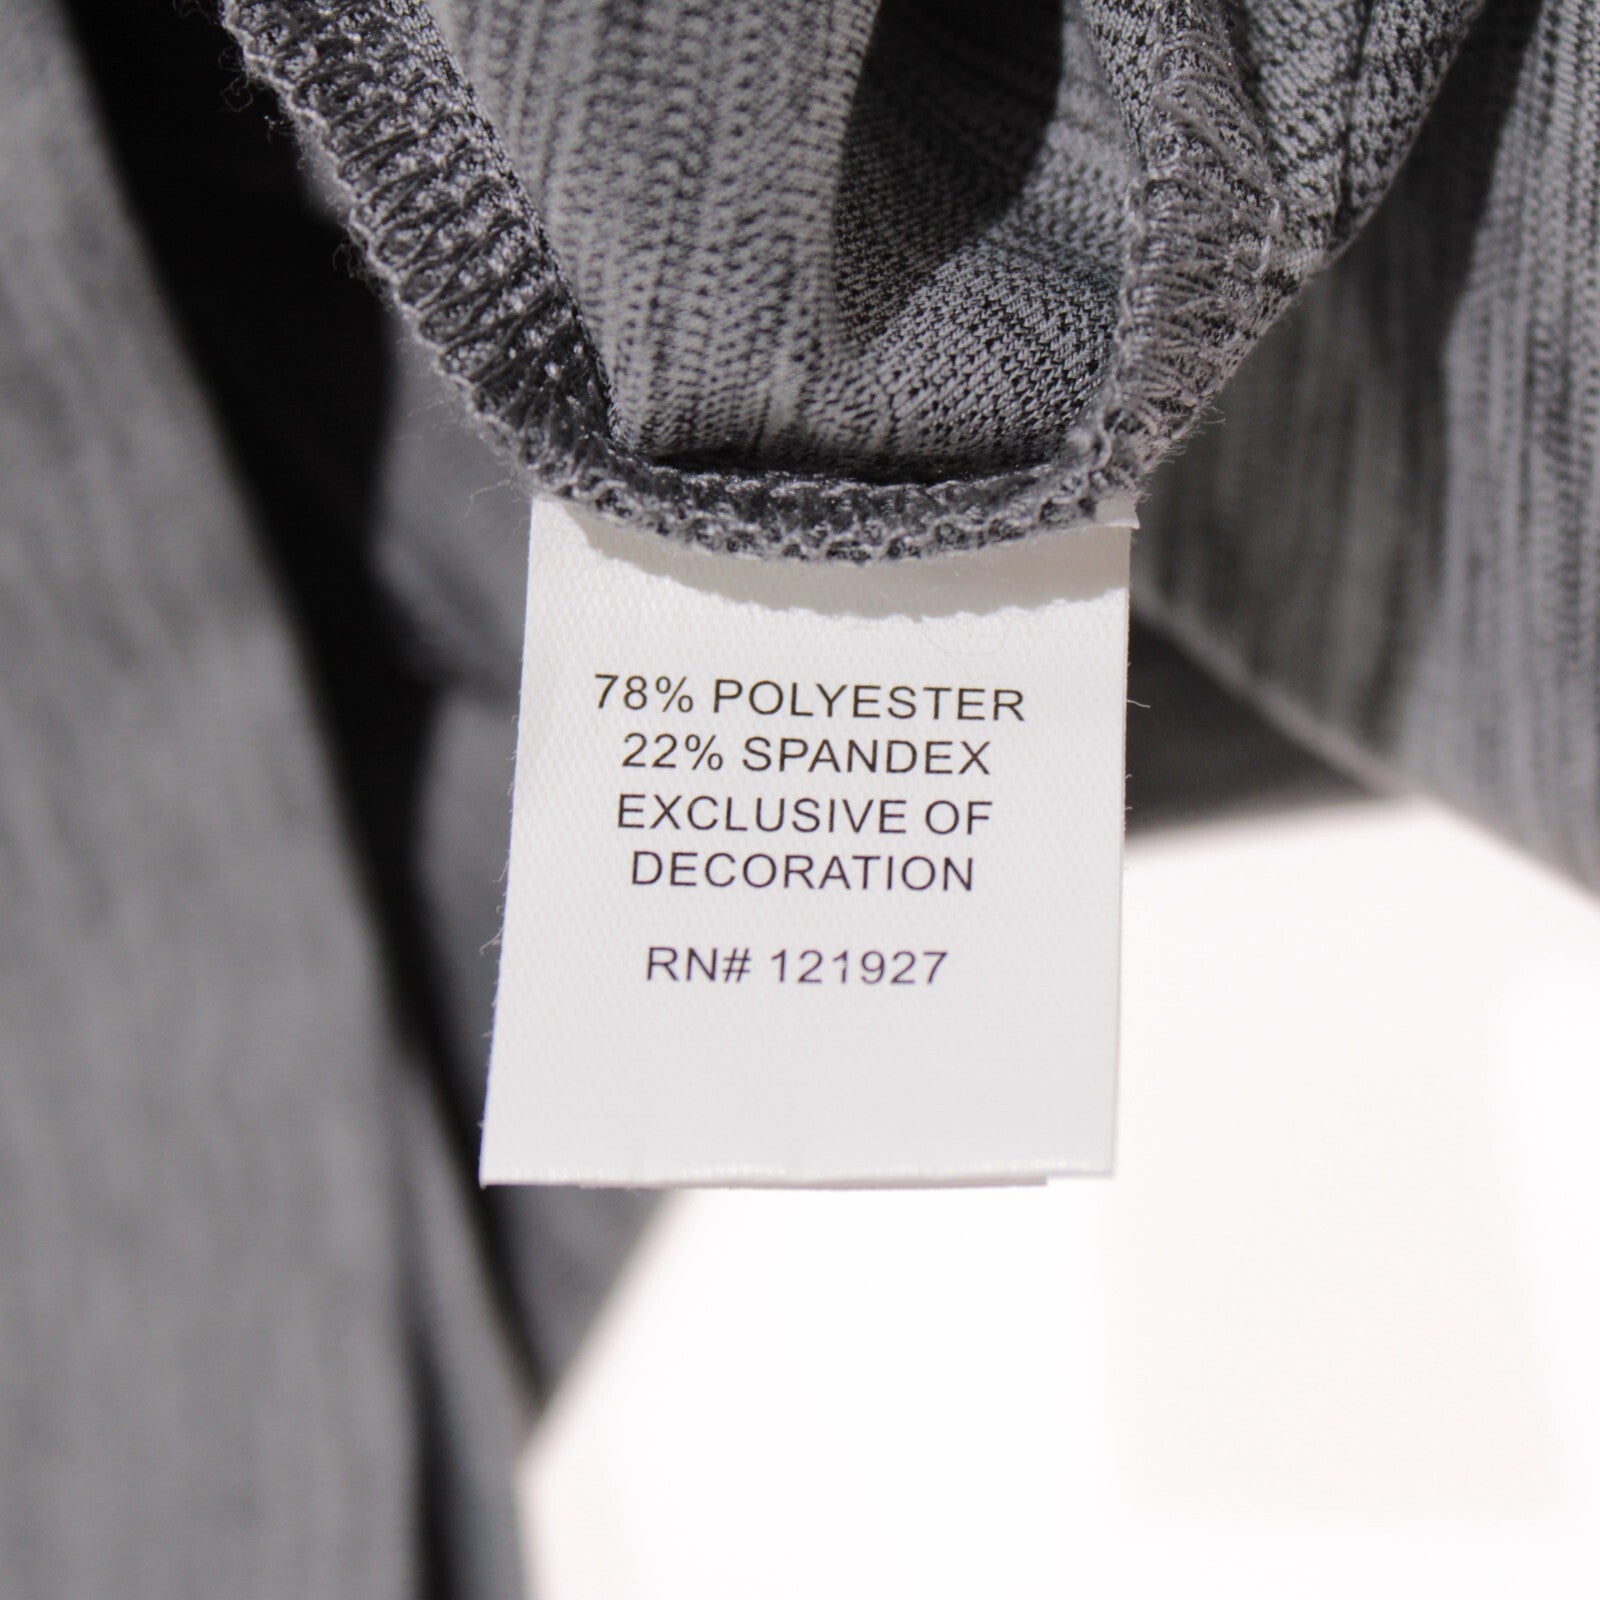 78% POLYESTER
22% SPANDEX
EXCLUSIVE OF
DECORATION
RN# 121927